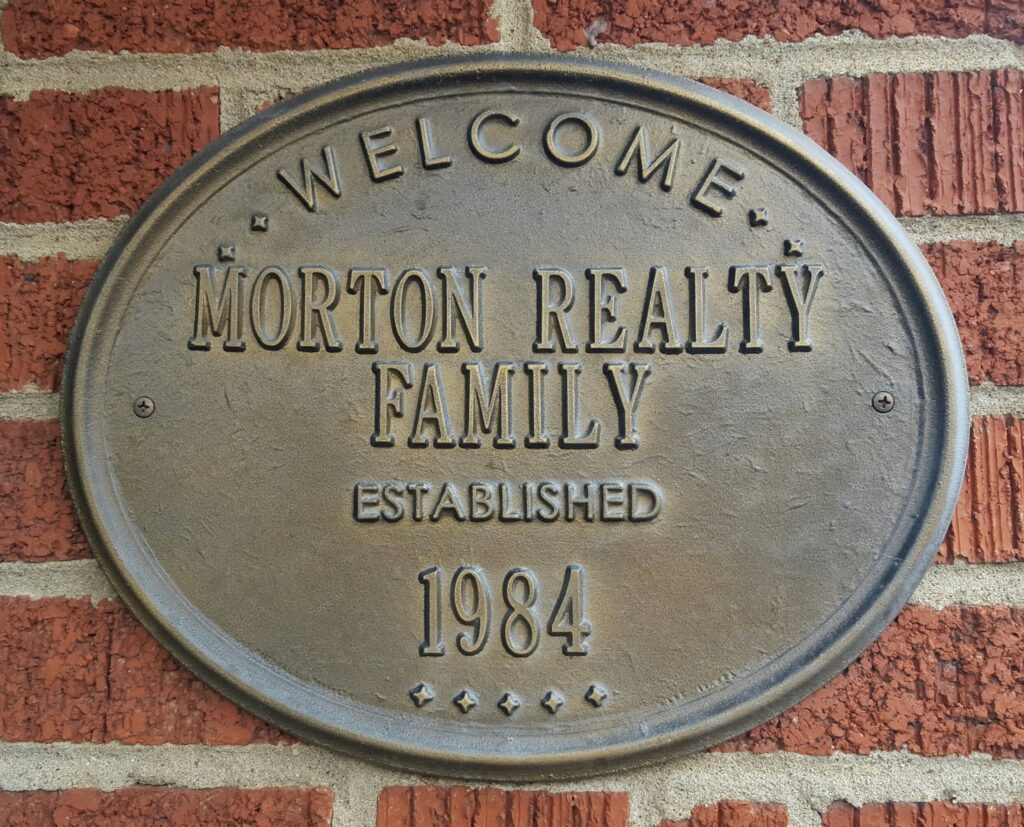 WELCOME
MORTON REALTY
FAMILY
ESTABLISHED
1984